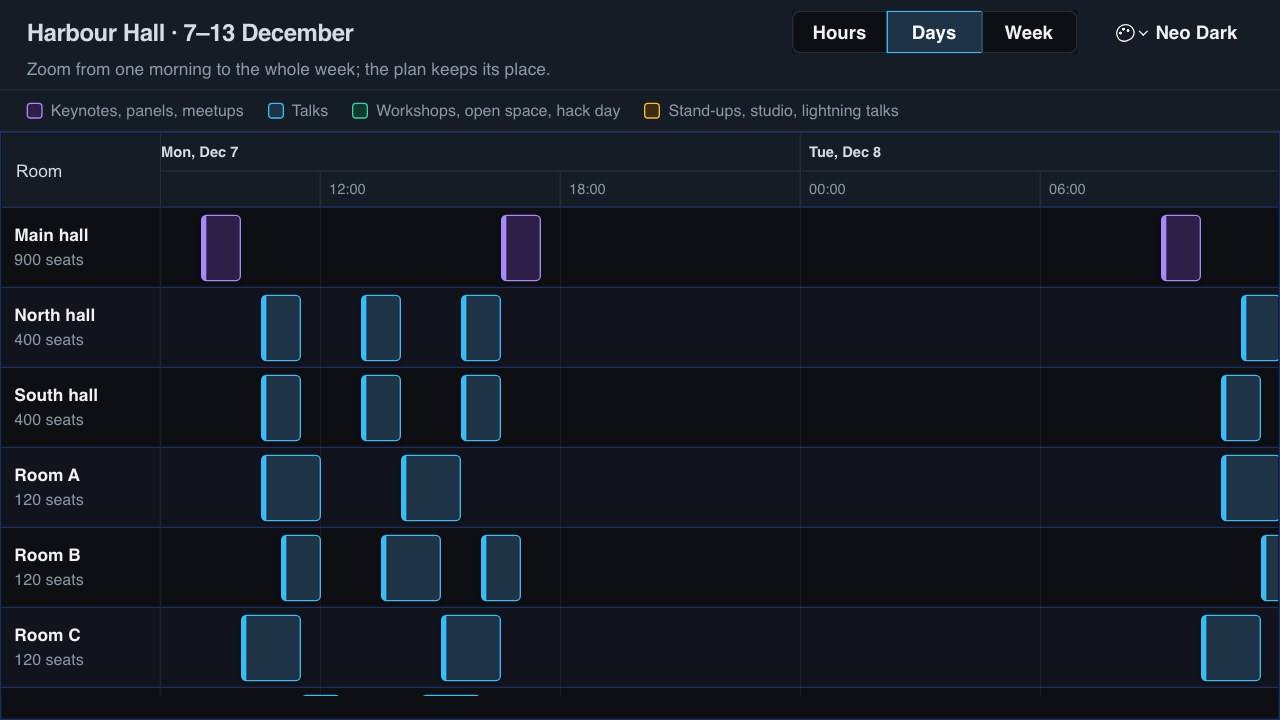 Harbour Hall · 7–13 December
Hours Days Week Neo Dark
Zoom from one morning to the whole week; the plan keeps its place.
Keynotes, panels, meetups Talks Workshops, open space, hack day Stand-ups, studio, lightning talks
Room
Mon, Dec 7 Tue, Dec 8
12:00 18:00 00:00 06:00
Main hall
900 seats
North hall
400 seats
South hall
400 seats
Room A
120 seats
Room B
120 seats
Room C
120 seats